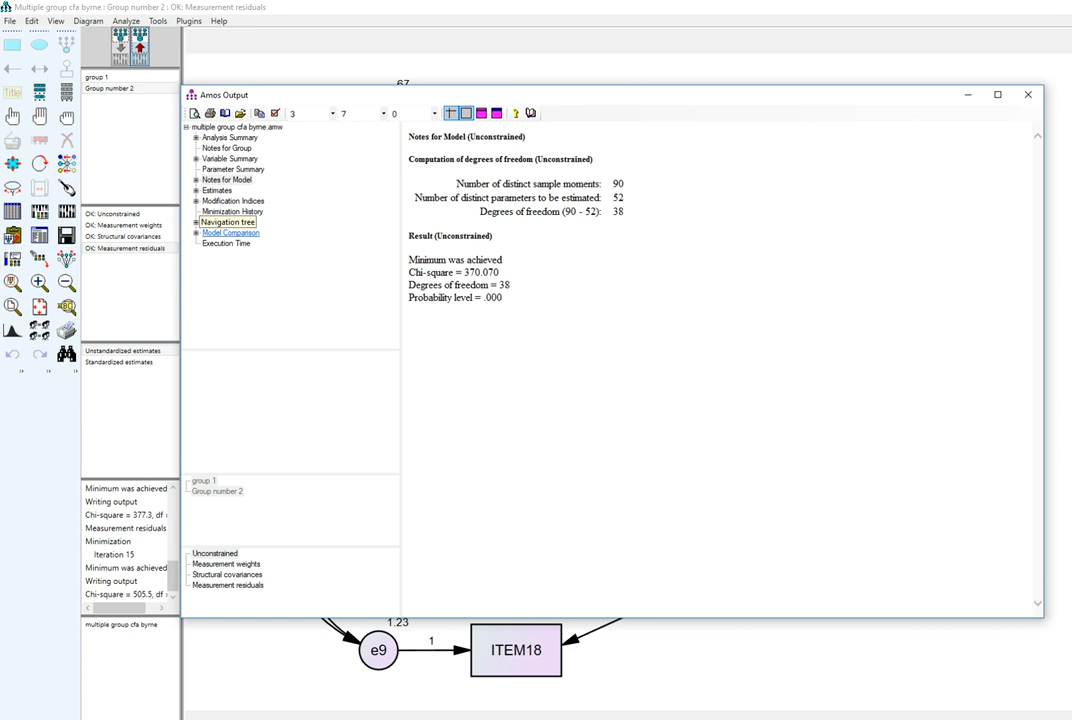 Multiple group cfa byrne : Group number 2 : OK: Measurement residuals
File Edit View Diagram Analyze Tools Plugins Help
Title
group 1
Group number 2
OK: Unconstrained
OK: Measurement weights
OK: Structural covariances
OK: Measurement residuals
Unstandardized estimates
Standardized estimates
Minimum was achieved
Writing output
Chi-square = 377.3, df =
Measurement residuals
Minimization
Iteration 15
Minimum was achieved
Writing output
Chi-square = 505.5, df =
multiple group cfa byrne
Amos Output
3 7 0
multiple group cfa byrne.amw
Analysis Summary
Notes for Group
Variable Summary
Parameter Summary
Notes for Model
Estimates
Modification Indices
Minimization History
Navigation tree
Model Comparison
Execution Time
group 1
Group number 2
Unconstrained
Measurement weights
Structural covariances
Measurement residuals
Notes for Model (Unconstrained)
Computation of degrees of freedom (Unconstrained)
Number of distinct sample moments: 90
Number of distinct parameters to be estimated: 52
Degrees of freedom (90 - 52): 38
Result (Unconstrained)
Minimum was achieved
Chi-square = 370.070
Degrees of freedom = 38
Probability level = .000
1.23
e9
1
ITEM18